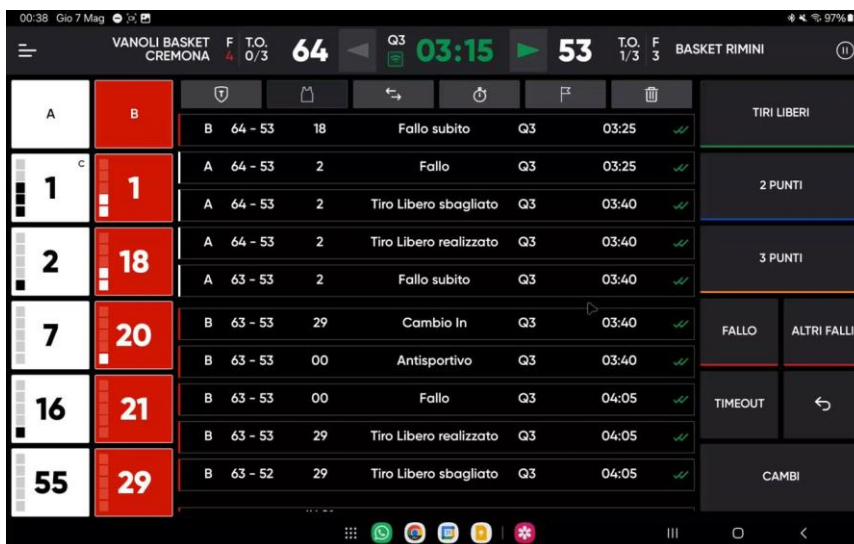 00:38 Gio 7 Mag
97%
VANOLI BASKET CREMONA F 4 T.O. 0/3 64 Q3 03:15 53 T.O. 1/3 F 3 BASKET RIMINI
A B
TIRI LIBERI
B 64 - 53 18 Fallo subito Q3 03:25
1 C 1
A 64 - 53 2 Fallo Q3 03:25
2 PUNTI
A 64 - 53 2 Tiro Libero sbagliato Q3 03:40
2 18
A 64 - 53 2 Tiro Libero realizzato Q3 03:40
3 PUNTI
A 63 - 53 2 Fallo subito Q3 03:40
7 20
B 63 - 53 29 Cambio In Q3 03:40
FALLO ALTRI FALLI
B 63 - 53 00 Antisportivo Q3 03:40
16 21
B 63 - 53 00 Fallo Q3 04:05
TIMEOUT
B 63 - 53 29 Tiro Libero realizzato Q3 04:05
55 29
B 63 - 52 29 Tiro Libero sbagliato Q3 04:05
CAMBI